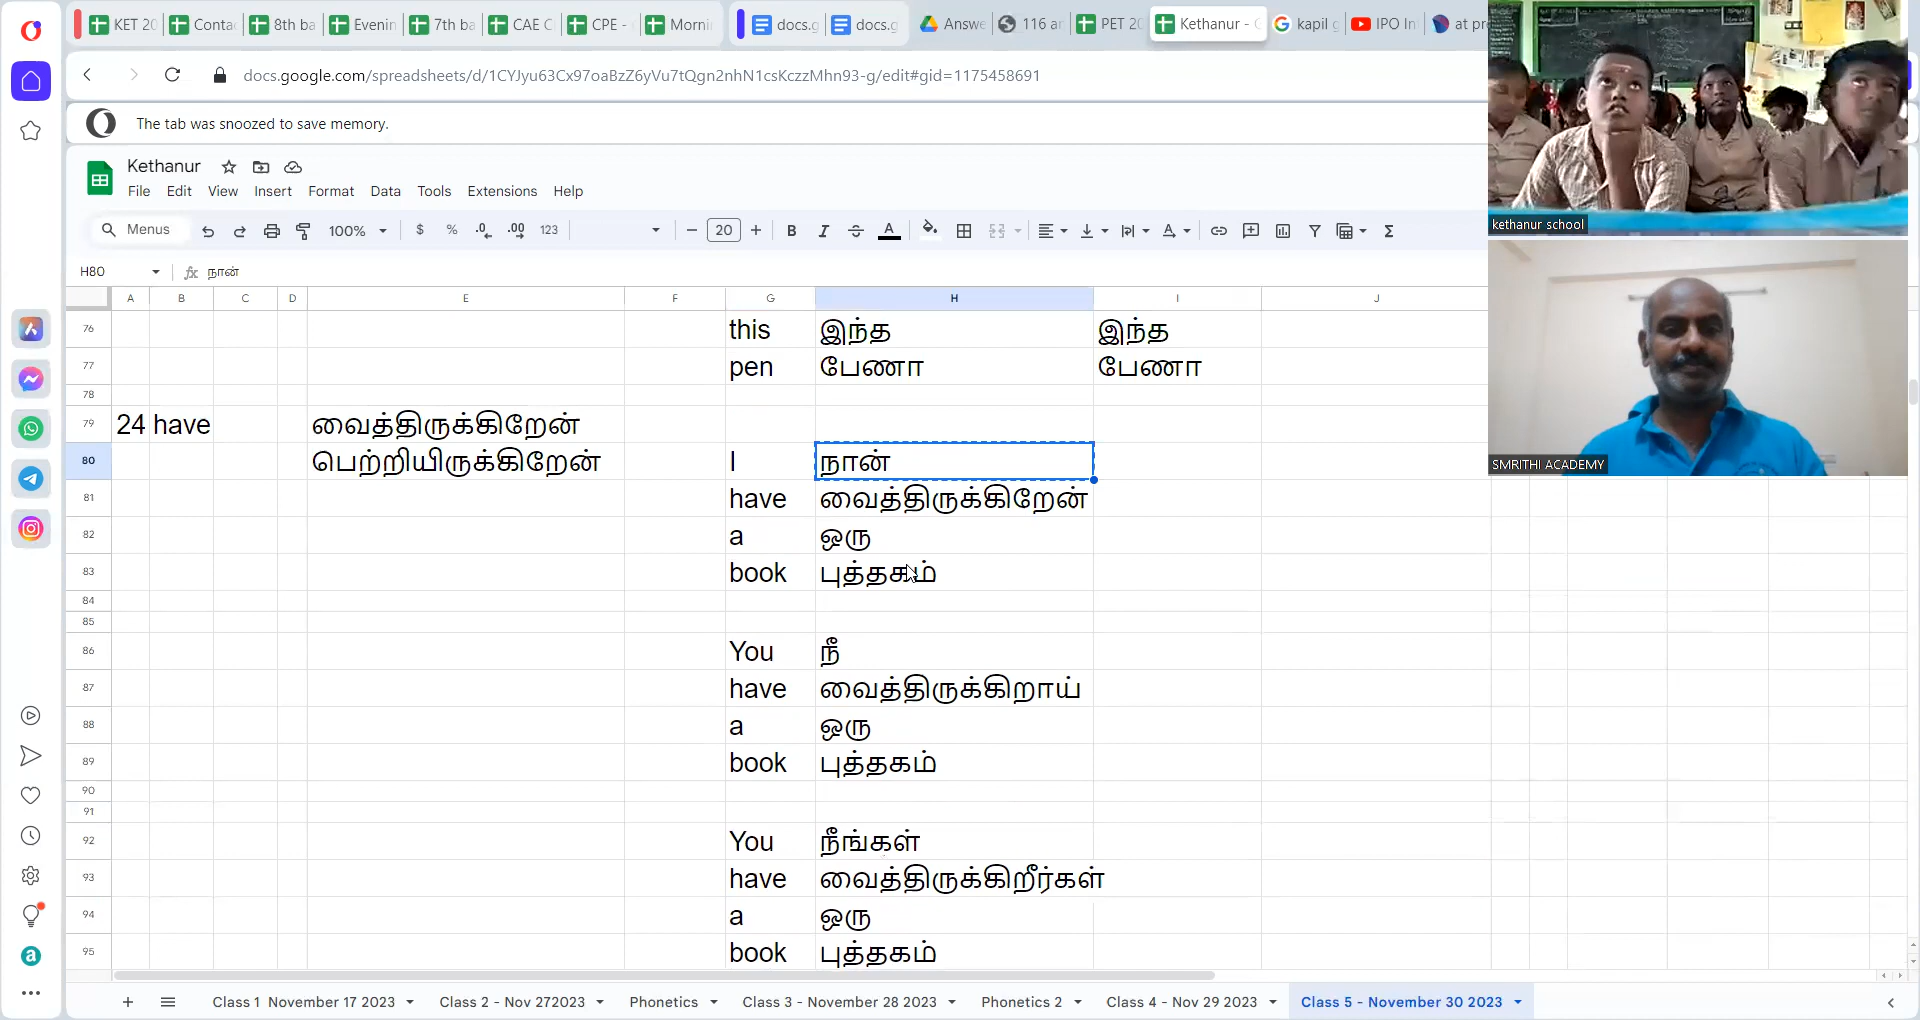 KET 20 Conta 8th ba Evenin 7th ba CAE C CPE - Mornin docs.g docs.g Answe 116 ar PET 20 Kethanur - kapil g IPO In at pr
docs.google.com/spreadsheets/d/1CYJyu63Cx97oaBzZ6yVu7tQgn2nhN1csKczzMhn93-g/edit#gid=1175458691
The tab was snoozed to save memory.
Kethanur
File Edit View Insert Format Data Tools Extensions Help
Menus 100% $ % .0 .00 123 20 B I A Σ
H80 fx நான்
A B C D E F G H I J
76 this இந்த இந்த
77 pen பேணா பேணா
78
79 24 have வைத்திருக்கிறேன்
80 பெற்றியிருக்கிறேன் I நான்
81 have வைத்திருக்கிறேன்
82 a ஒரு
83 book புத்தகம்
84
85
86 You நீ
87 have வைத்திருக்கிறாய்
88 a ஒரு
89 book புத்தகம்
90
91
92 You நீங்கள்
93 have வைத்திருக்கிறீர்கள்
94 a ஒரு
95 book புத்தகம்
Class 1 November 17 2023 Class 2 - Nov 272023 Phonetics Class 3 - November 28 2023 Phonetics 2 Class 4 - Nov 29 2023 Class 5 - November 30 2023
kethanur school
SMRITHI ACADEMY